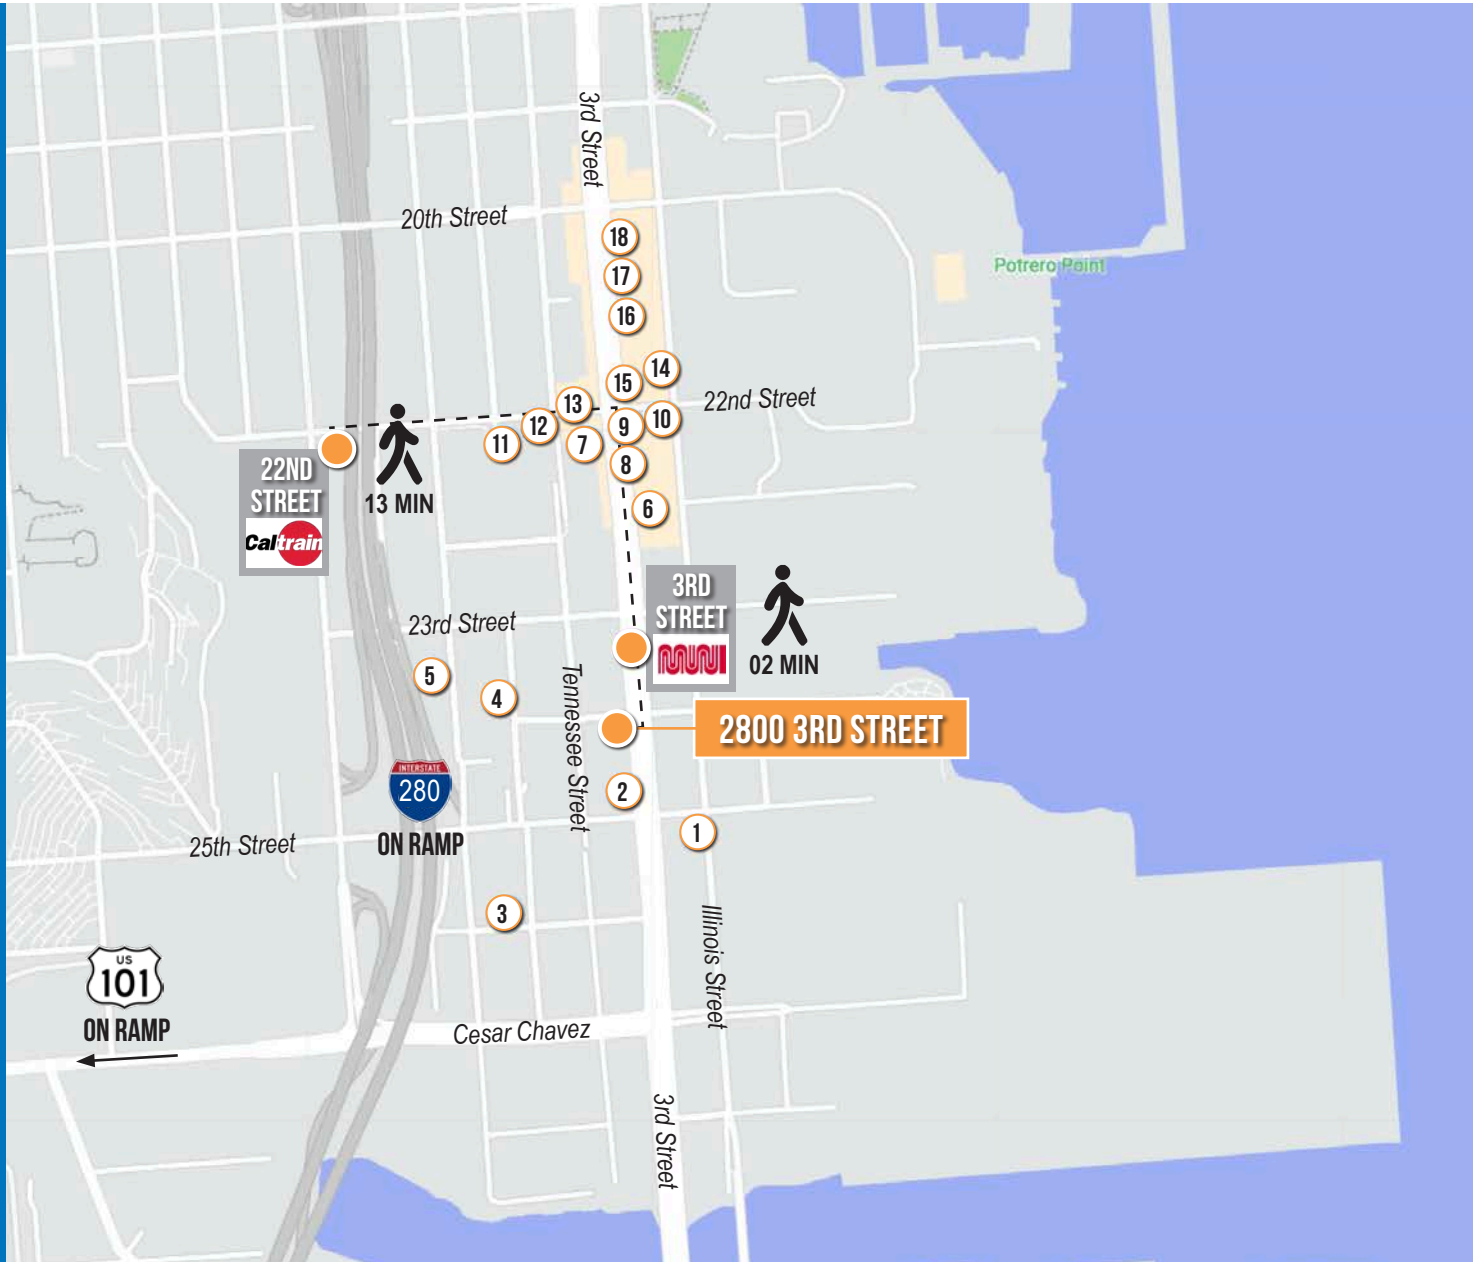 3rd Street
20th Street
18
17
Potrero Point
16
14
15
22nd Street
13
10
12
9
11
7
8
22ND
STREET
Caltrain
13 MIN
6
3RD
STREET
MUNI
02 MIN
23rd Street
5
4
Tennessee Street
2800 3RD STREET
INTERSTATE
280
ON RAMP
2
1
25th Street
3
Illinois Street
US
101
ON RAMP
Cesar Chavez
3rd Street